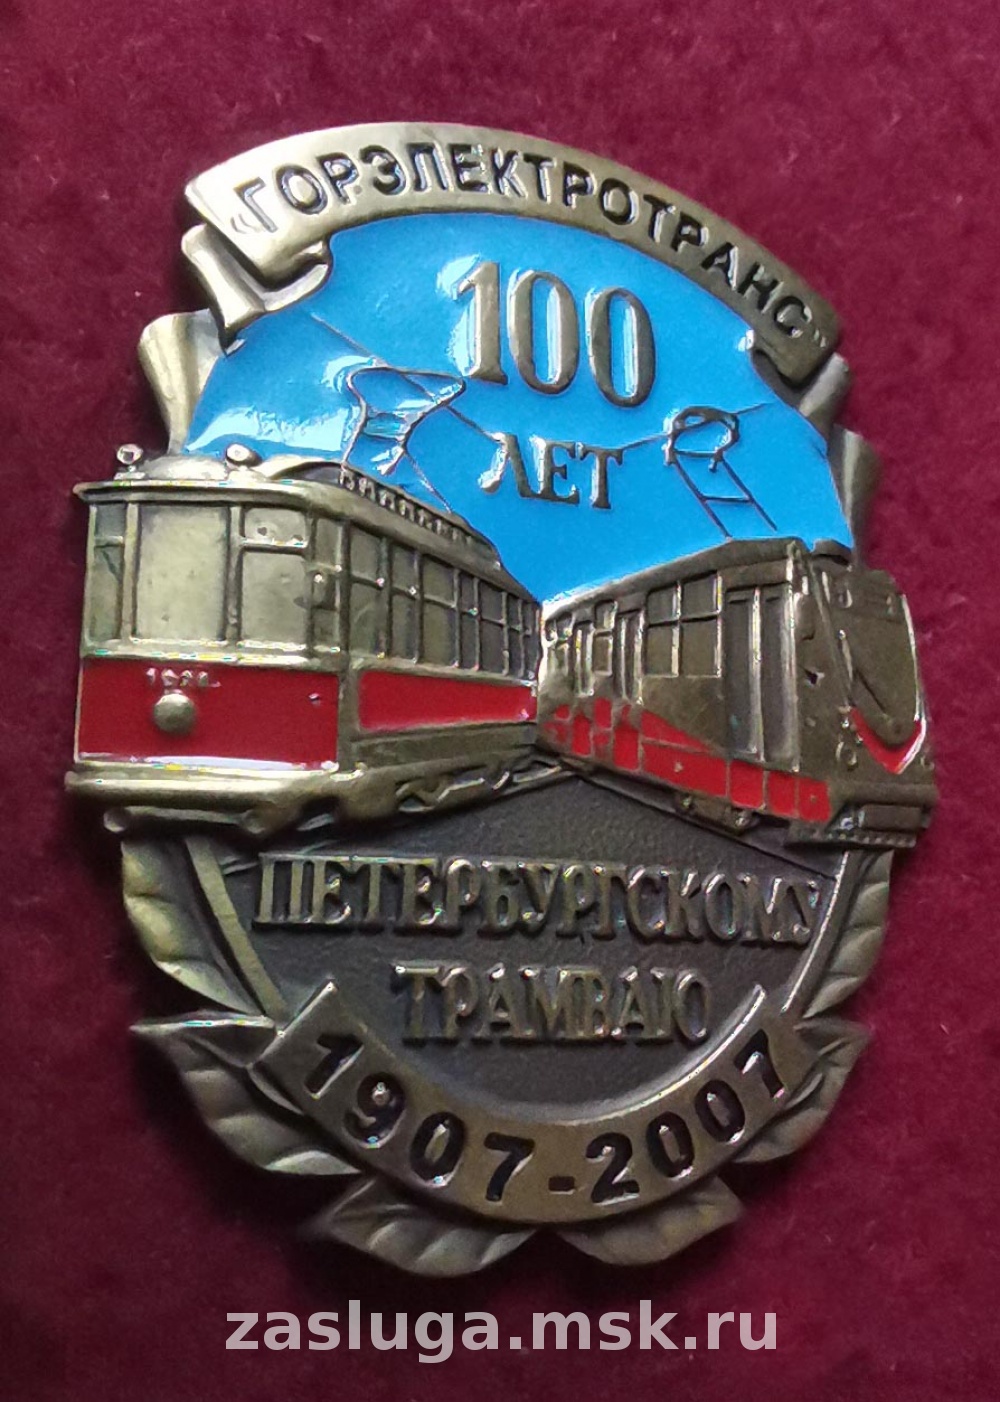 "ГОРЭЛЕКТРОТРАНС"
100
ЛЕТ
ПЕТЕРБУРГСКОМУ
ТРАМВАЮ
1907-2007
zasluga.msk.ru